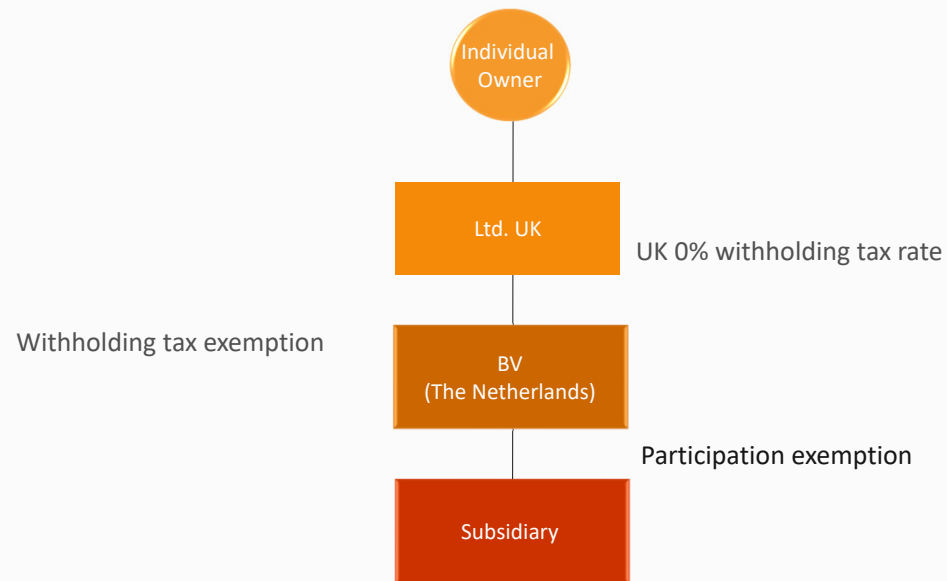 Individual
Owner
Ltd. UK
UK 0% withholding tax rate
Withholding tax exemption
BV
(The Netherlands)
Participation exemption
Subsidiary